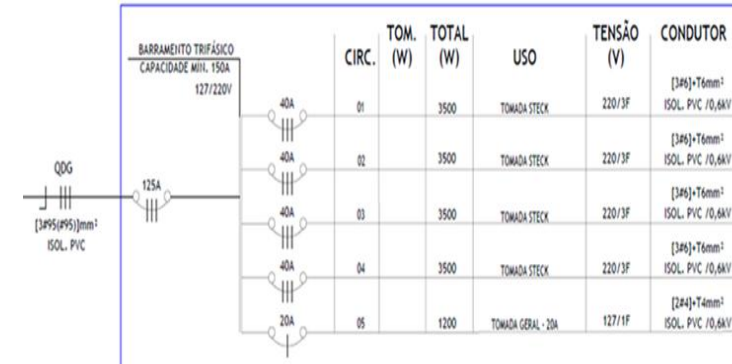 TOM. TOTAL TENSÃO CONDUTOR
CIRC. (W) (W) USO (V)
BARRAMENTO TRIFÁSICO
CAPACIDADE MÍN. 150A
127/220V
[3#6]+T6mm²
40A 01 3500 TOMADA STECK 220/3F ISOL. PVC /0,6kV
[3#6]+T6mm²
40A 02 3500 TOMADA STECK 220/3F ISOL. PVC /0,6kV
QDG
125A
[3#95(#95)]mm²
ISOL. PVC
[3#6]+T6mm²
40A 03 3500 TOMADA STECK 220/3F ISOL. PVC /0,6kV
[3#6]+T6mm²
40A 04 3500 TOMADA STECK 220/3F ISOL. PVC /0,6kV
[2#4]+T4mm²
20A 05 1200 TOMADA GERAL - 20A 127/1F ISOL. PVC /0,6kV